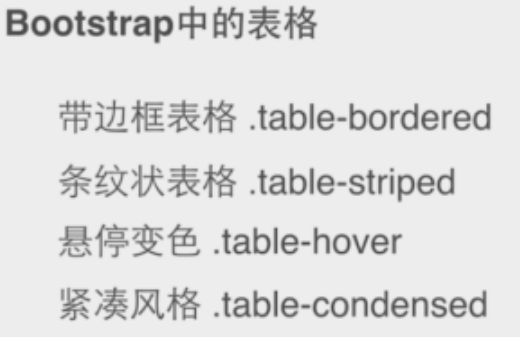 Bootstrap中的表格
带边框表格 .table-bordered
条纹状表格 .table-striped
悬停变色 .table-hover
紧凑风格 .table-condensed